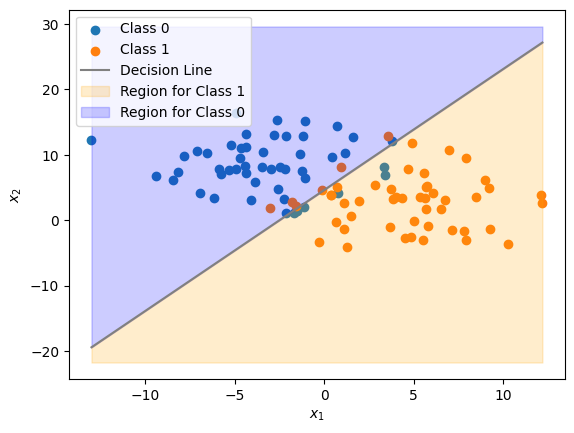 Class 0
Class 1
Decision Line
Region for Class 1
Region for Class 0
30
20
10
0
−10
−20
x₂
−10
−5
0
5
10
x₁